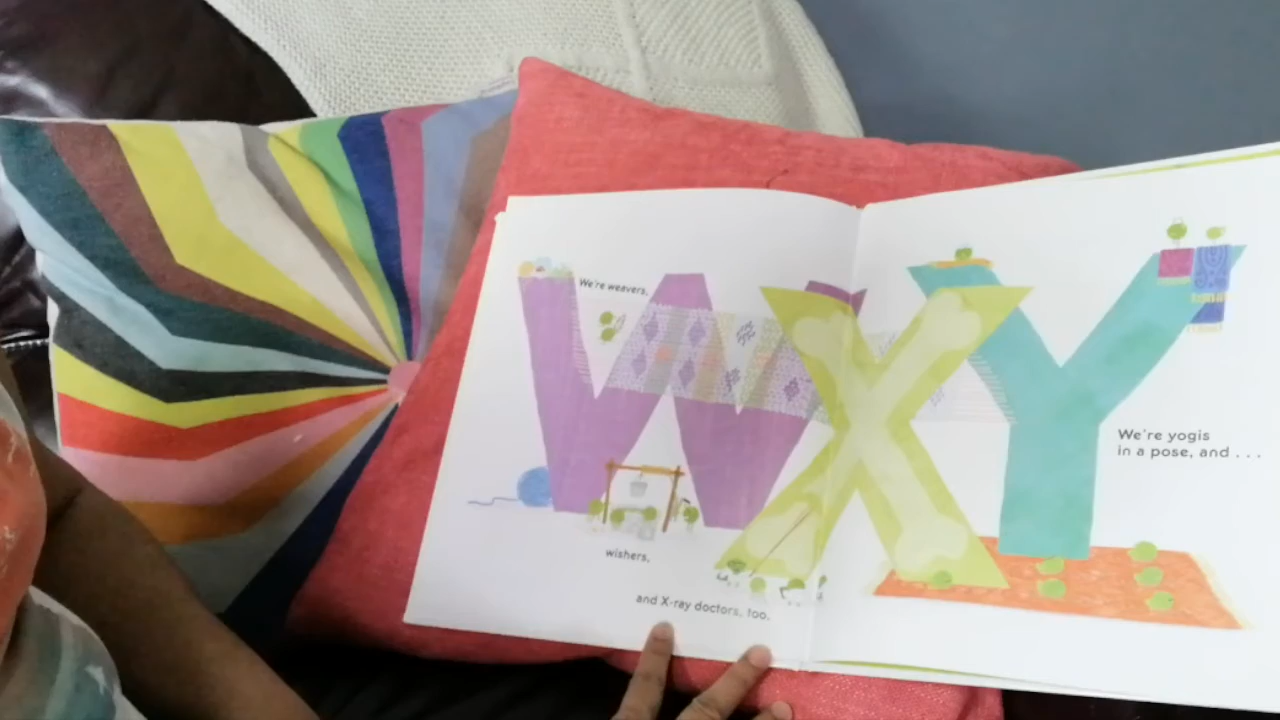 We're weavers,
wishers,
and X-ray doctors, too.
W X Y
We're yogis
in a pose, and . . .